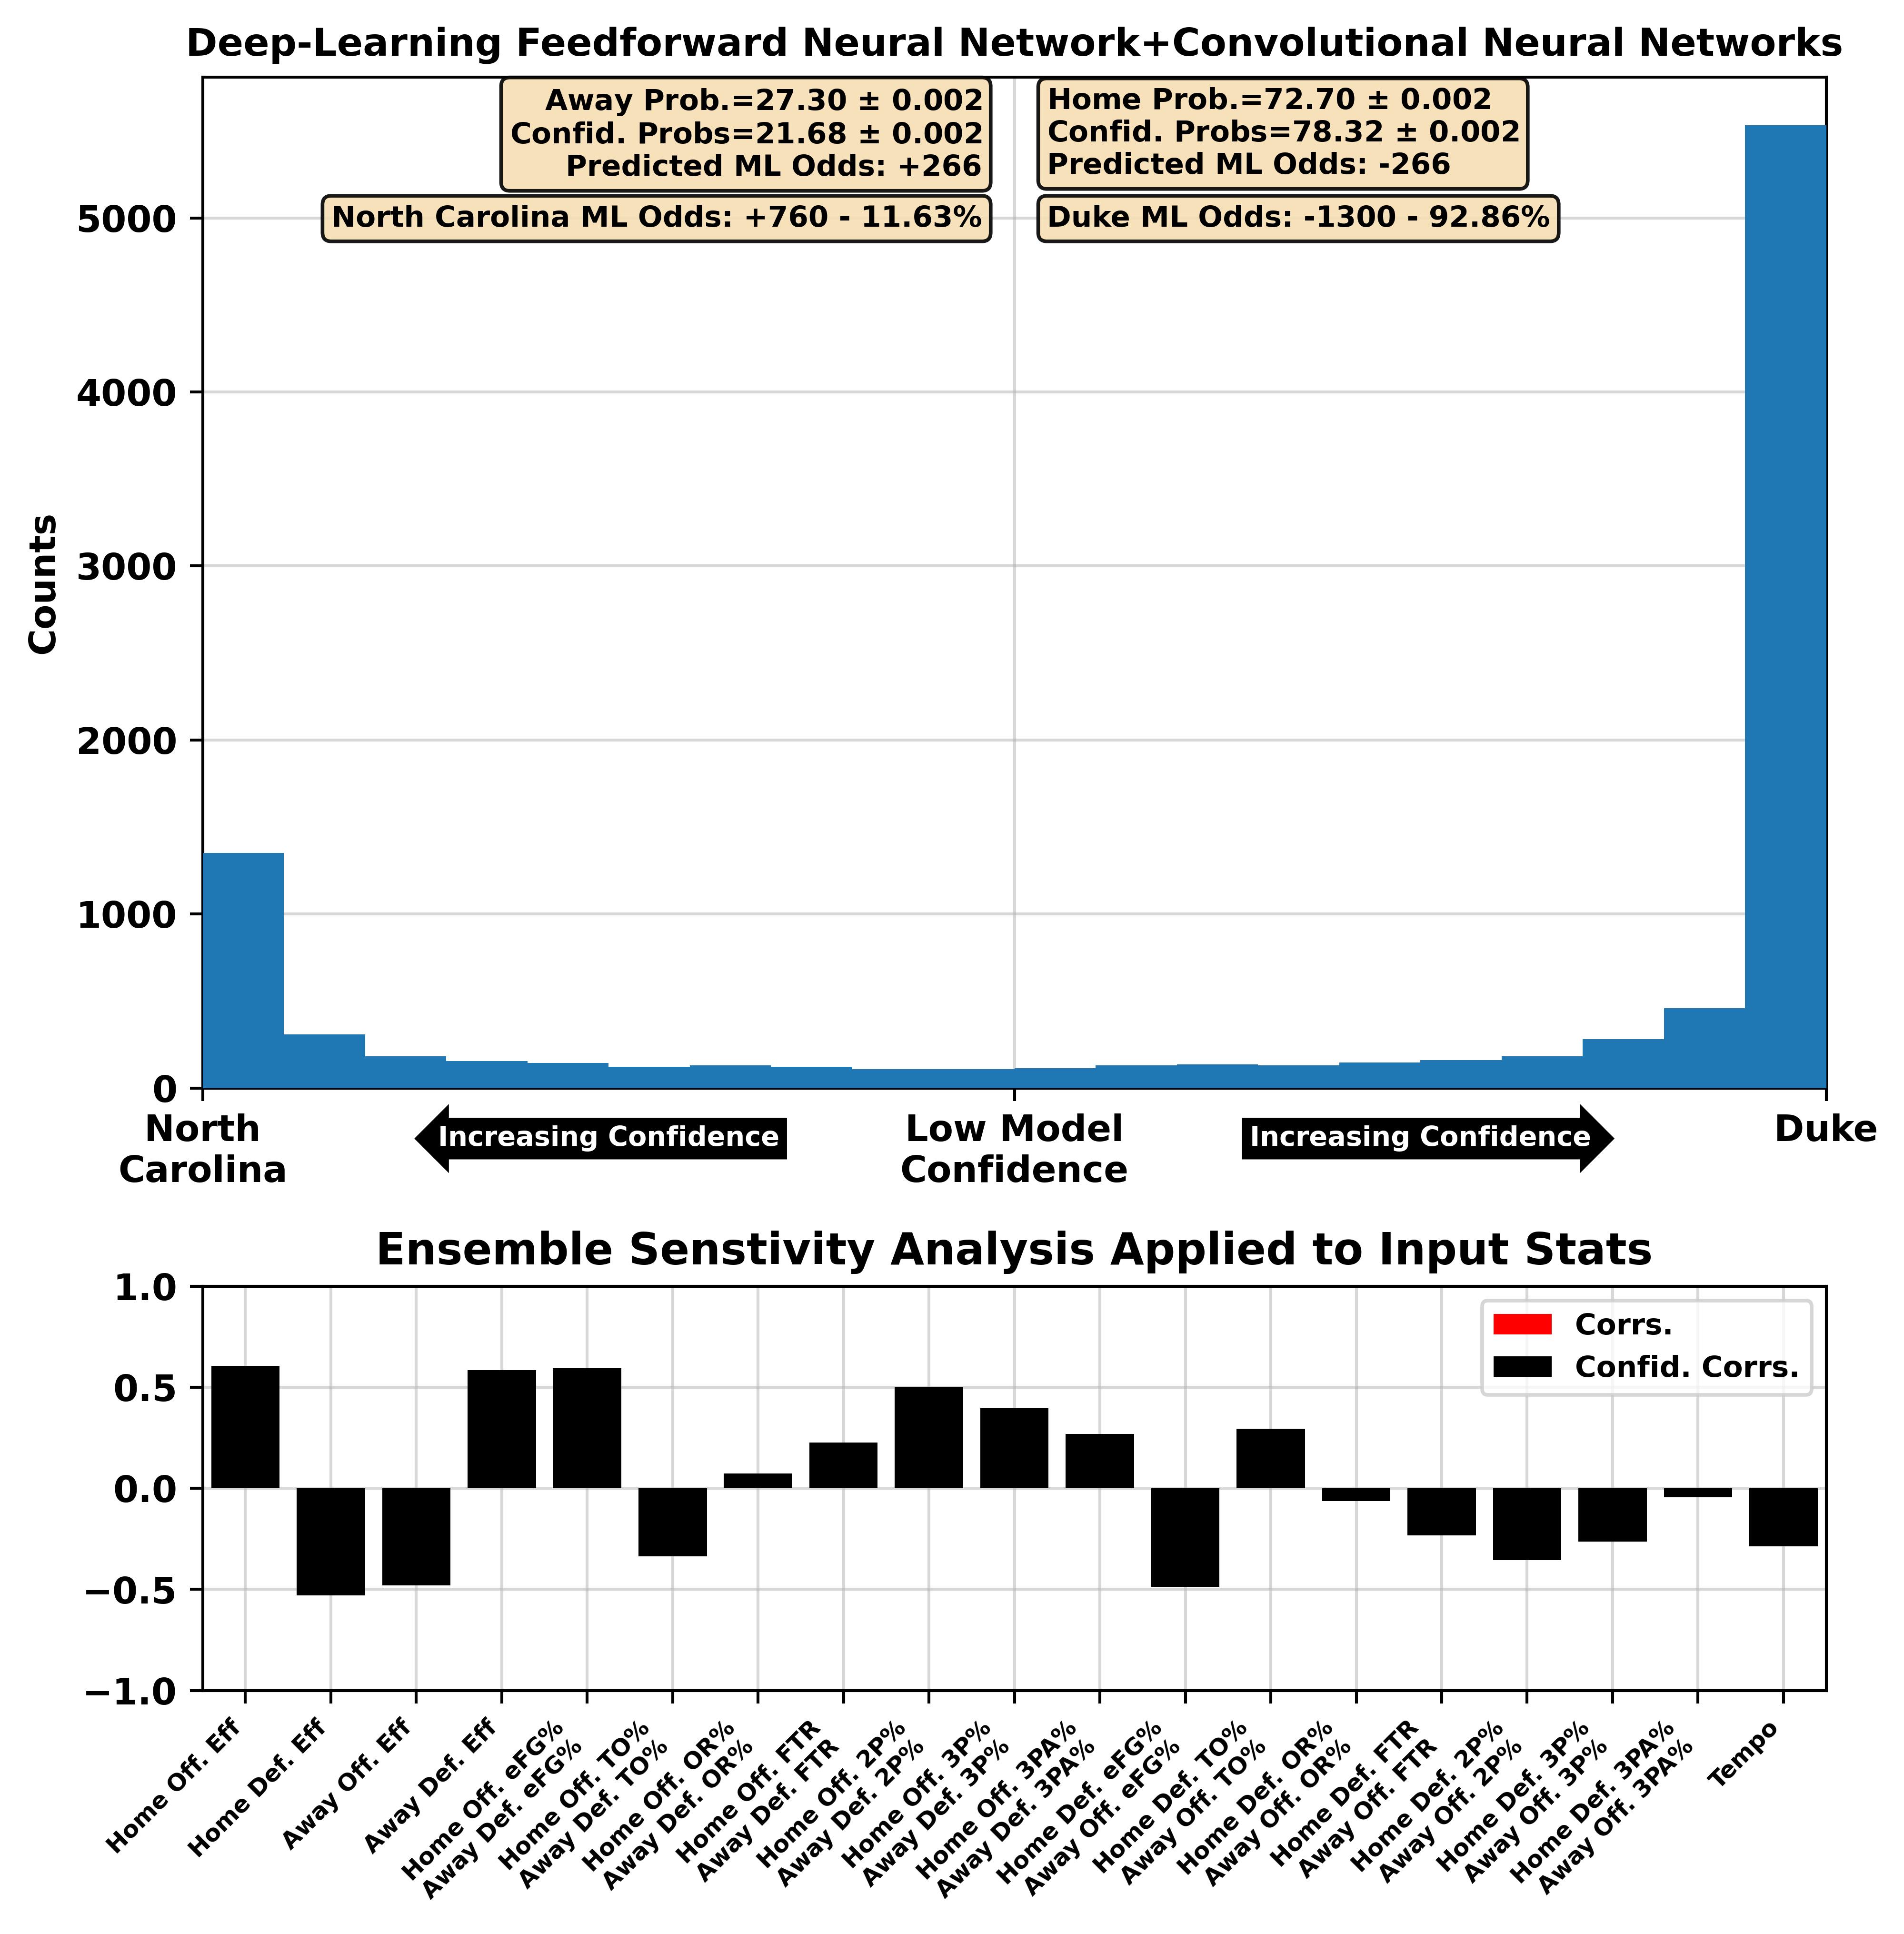 Deep-Learning Feedforward Neural Network+Convolutional Neural Networks
Away Prob.=27.30 ± 0.002
Confid. Probs=21.68 ± 0.002
Predicted ML Odds: +266
North Carolina ML Odds: +760 - 11.63%
Home Prob.=72.70 ± 0.002
Confid. Probs=78.32 ± 0.002
Predicted ML Odds: -266
Duke ML Odds: -1300 - 92.86%
Counts
5000
4000
3000
2000
1000
0
North
Carolina
Increasing Confidence
Low Model
Confidence
Increasing Confidence
Duke
Ensemble Senstivity Analysis Applied to Input Stats
1.0
0.5
0.0
−0.5
−1.0
Corrs.
Confid. Corrs.
Home Off. Eff
Home Def. Eff
Away Off. Eff
Away Def. Eff
Home Off. eFG%
Away Def. eFG%
Home Off. TO%
Away Def. TO%
Home Off. OR%
Away Def. OR%
Home Off. FTR
Away Def. FTR
Home Off. 2P%
Away Def. 2P%
Home Off. 3P%
Away Def. 3P%
Home Off. 3PA%
Away Def. 3PA%
Home Def. eFG%
Away Off. eFG%
Home Def. TO%
Away Off. TO%
Home Def. OR%
Away Off. OR%
Home Def. FTR
Away Off. FTR
Home Def. 2P%
Away Off. 2P%
Home Def. 3P%
Away Off. 3P%
Home Def. 3PA%
Away Off. 3PA%
Tempo